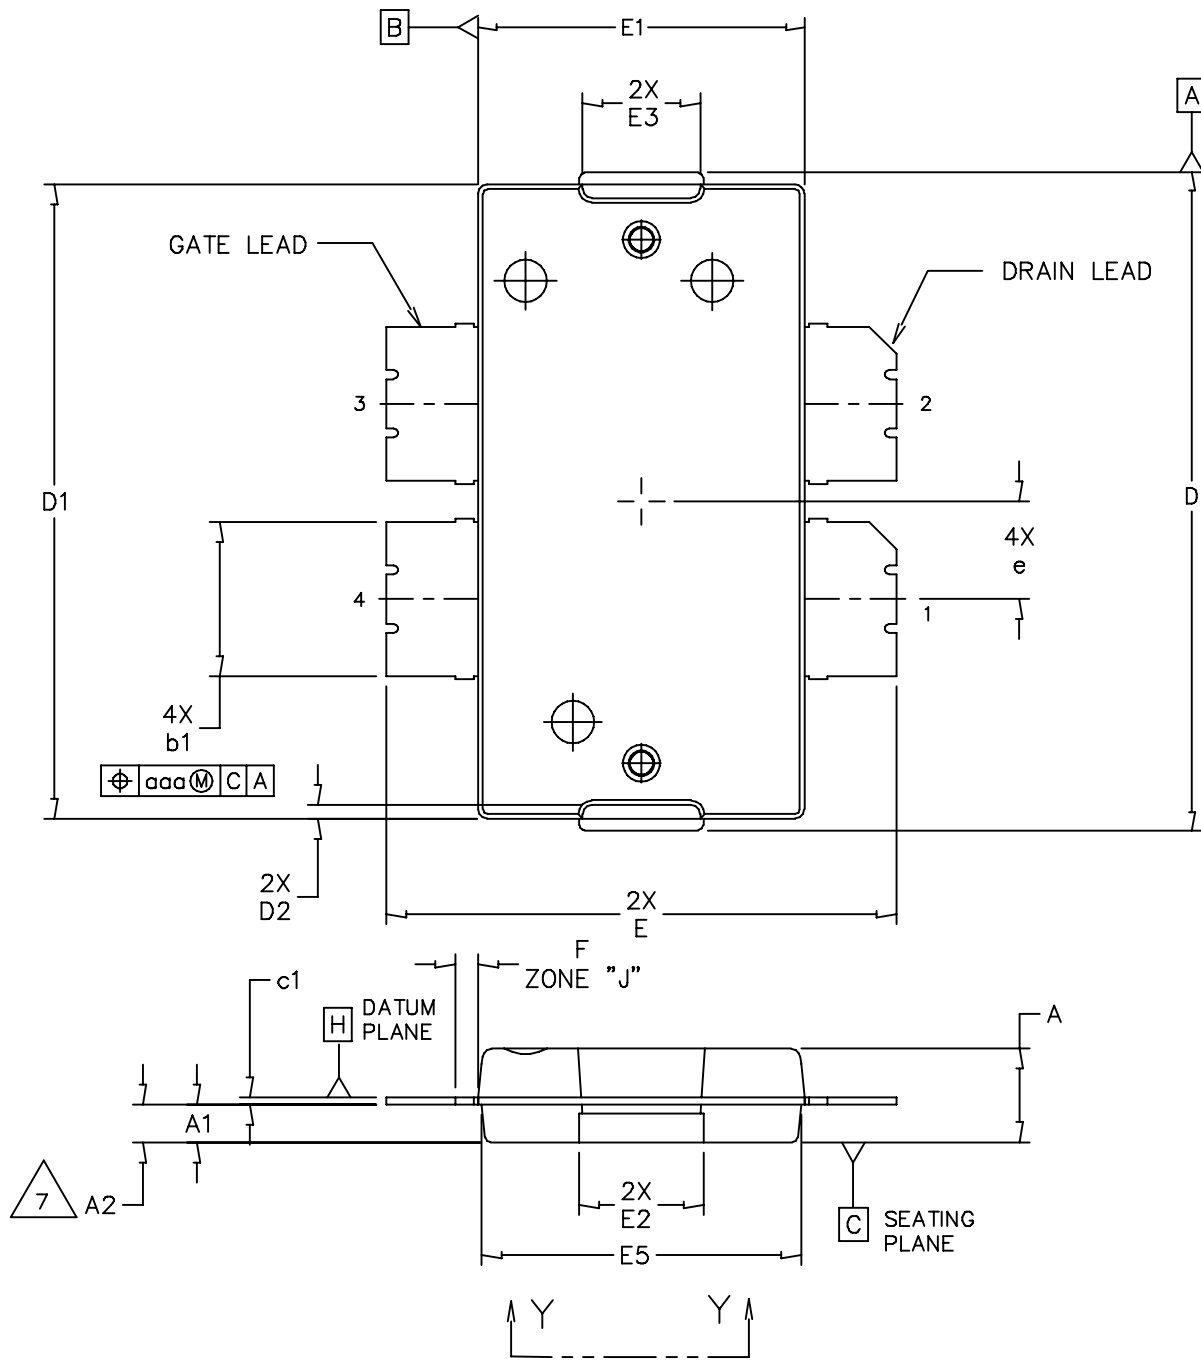 B
E1
2X
E3
A
GATE LEAD
DRAIN LEAD
3
2
D1
D
4X
e
4
1
4X
b1
aaa Ⓜ C A
2X
D2
2X
E
F
ZONE "J"
c1
H
DATUM
PLANE
A
A1
7
A2
2X
E2
C
SEATING
PLANE
E5
Y
Y